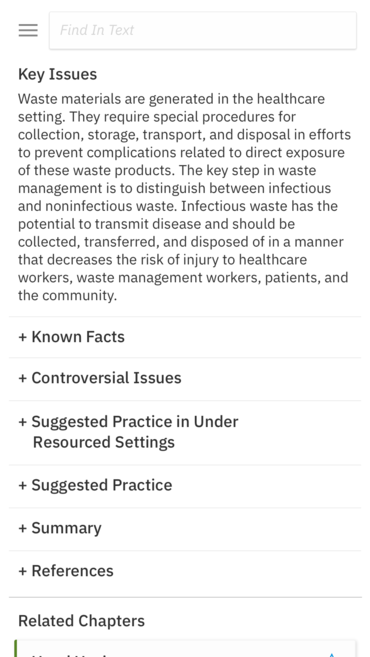 Find In Text
Key Issues
Waste materials are generated in the healthcare
setting. They require special procedures for
collection, storage, transport, and disposal in efforts
to prevent complications related to direct exposure
of these waste products. The key step in waste
management is to distinguish between infectious
and noninfectious waste. Infectious waste has the
potential to transmit disease and should be
collected, transferred, and disposed of in a manner
that decreases the risk of injury to healthcare
workers, waste management workers, patients, and
the community.
+ Known Facts
+ Controversial Issues
+ Suggested Practice in Under
Resourced Settings
+ Suggested Practice
+ Summary
+ References
Related Chapters